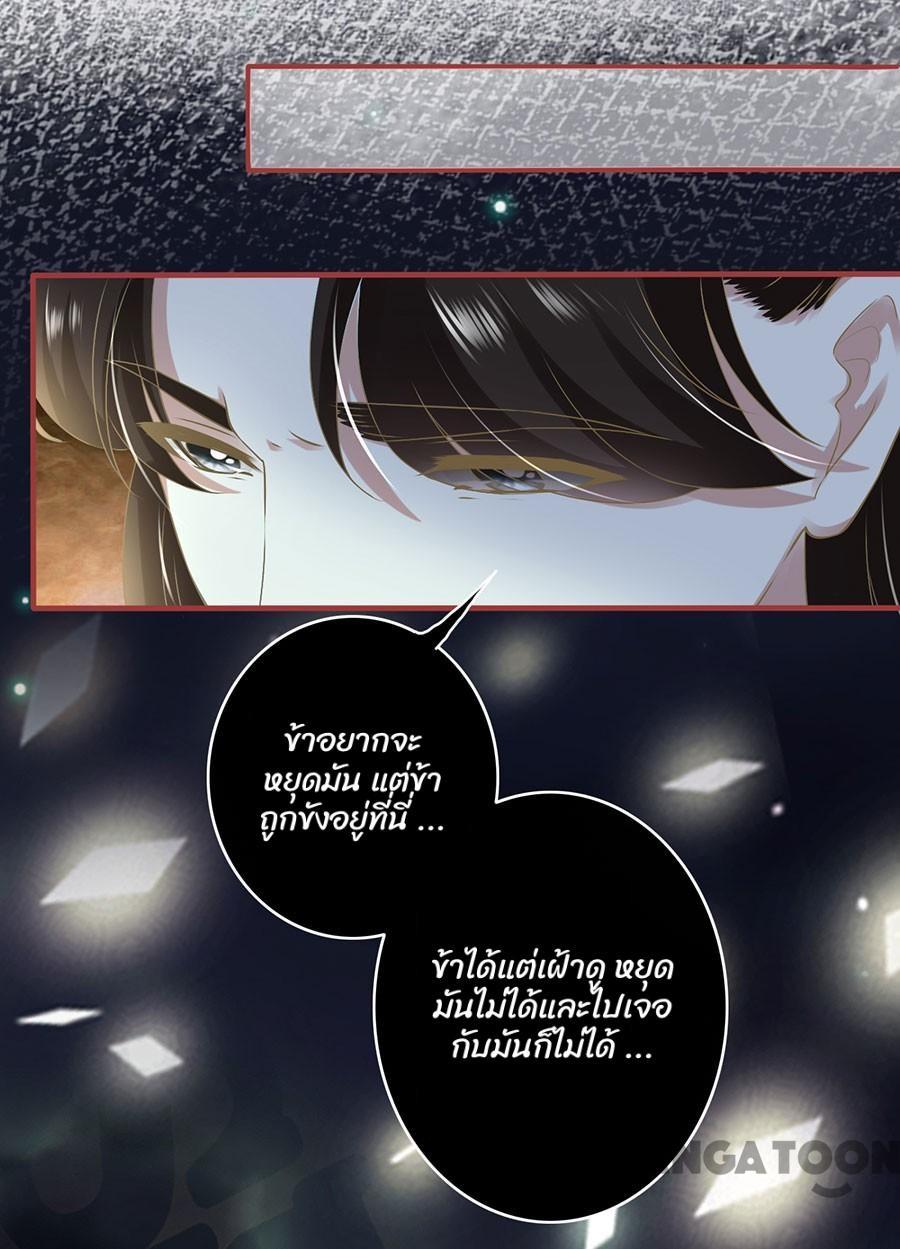 ข้าอยากจะ
หยุดมัน แต่ข้า
ถูกขังอยู่ที่นี่ ...
ข้าได้แต่เฝ้าดู หยุด
มันไม่ได้และไปเจอ
กับมันก็ไม่ได้ ...
NGA TOON